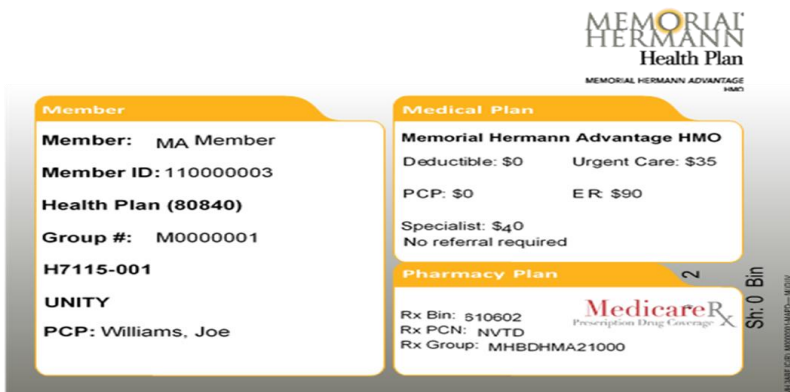 MEMORIAL
HERMANN
Health Plan
MEMORIAL HERMANN ADVANTAGE
HMO
Member
Member: MA Member
Member ID: 110000003
Health Plan (80840)
Group #: M0000001
H7115-001
UNITY
PCP: Williams, Joe
Medical Plan
Memorial Hermann Advantage HMO
Deductible: $0 Urgent Care: $35
PCP: $0 ER $90
Specialist: $40
No referral required
Pharmacy Plan
Rx Bin: 610602
Rx PCN: NVTD
Rx Group: MHBDHMA21000
MedicareRx
Prescription Drug Coverage
2
Sh: 0 Bin